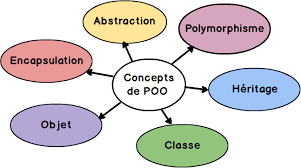 Abstraction
Polymorphisme
Encapsulation
Concepts
de POO
Héritage
Objet
Classe